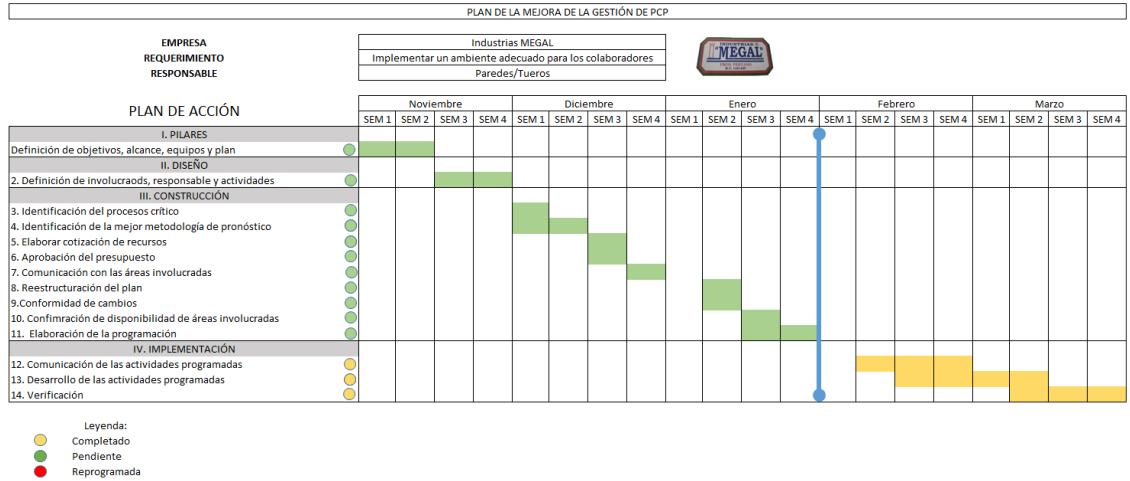 PLAN DE LA MEJORA DE LA GESTIÓN DE PCP
EMPRESA Industrias MEGAL
REQUERIMIENTO Implementar un ambiente adecuado para los colaboradores
RESPONSABLE Paredes/Tueros
INDUSTRIAS
"MEGAL"
PLAN DE ACCIÓN
Noviembre Diciembre Enero Febrero Marzo
SEM 1 SEM 2 SEM 3 SEM 4 SEM 1 SEM 2 SEM 3 SEM 4 SEM 1 SEM 2 SEM 3 SEM 4 SEM 1 SEM 2 SEM 3 SEM 4 SEM 1 SEM 2 SEM 3 SEM 4
I. PILARES
Definición de objetivos, alcance, equipos y plan
II. DISEÑO
2. Definición de involucraods, responsable y actividades
III. CONSTRUCCIÓN
3. Identificación del procesos crítico
4. Identificación de la mejor metodología de pronóstico
5. Elaborar cotización de recursos
6. Aprobación del presupuesto
7. Comunicación con las áreas involucradas
8. Reestructuración del plan
9.Conformidad de cambios
10. Confimración de disponibilidad de áreas involucradas
11. Elaboración de la programación
IV. IMPLEMENTACIÓN
12. Comunicación de las actividades programadas
13. Desarrollo de las actividades programadas
14. Verificación
Leyenda:
Completado
Pendiente
Reprogramada